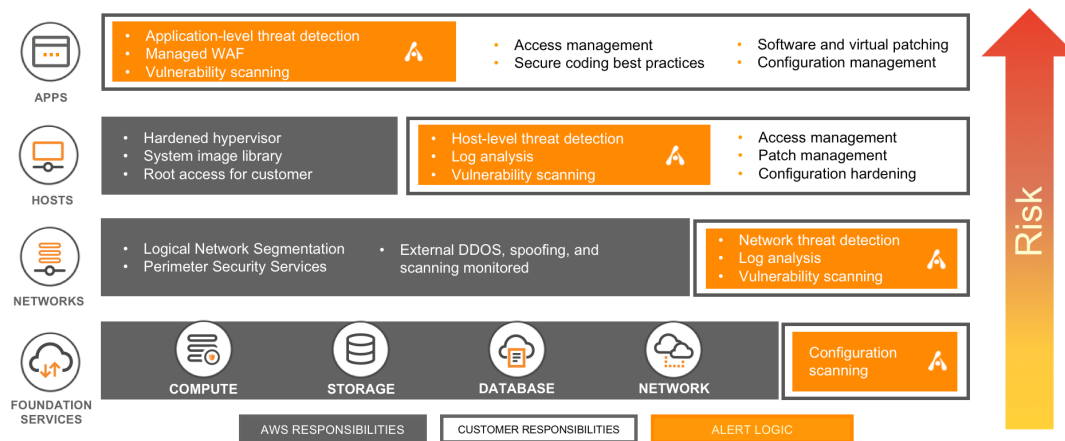 • Application-level threat detection
• Managed WAF
• Vulnerability scanning
• Access management
• Secure coding best practices
• Software and virtual patching
• Configuration management
APPS
• Hardened hypervisor
• System image library
• Root access for customer
• Host-level threat detection
• Log analysis
• Vulnerability scanning
• Access management
• Patch management
• Configuration hardening
HOSTS
• Logical Network Segmentation
• Perimeter Security Services
• External DDOS, spoofing, and
scanning monitored
• Network threat detection
• Log analysis
• Vulnerability scanning
NETWORKS
COMPUTE
STORAGE
DATABASE
NETWORK
Configuration
scanning
FOUNDATION
SERVICES
AWS RESPONSIBILITIES
CUSTOMER RESPONSIBILITIES
ALERT LOGIC
Risk